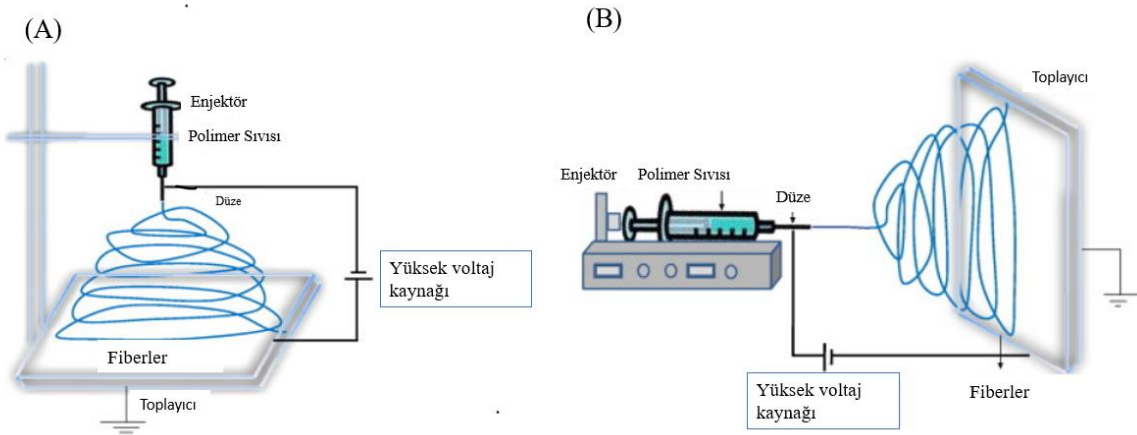 (A)
Enjektör
Polimer Sıvısı
Düze
Yüksek voltaj
kaynağı
Fiberler
Toplayıcı
(B)
Toplayıcı
Enjektör
Polimer Sıvısı
Düze
Yüksek voltaj
kaynağı
Fiberler